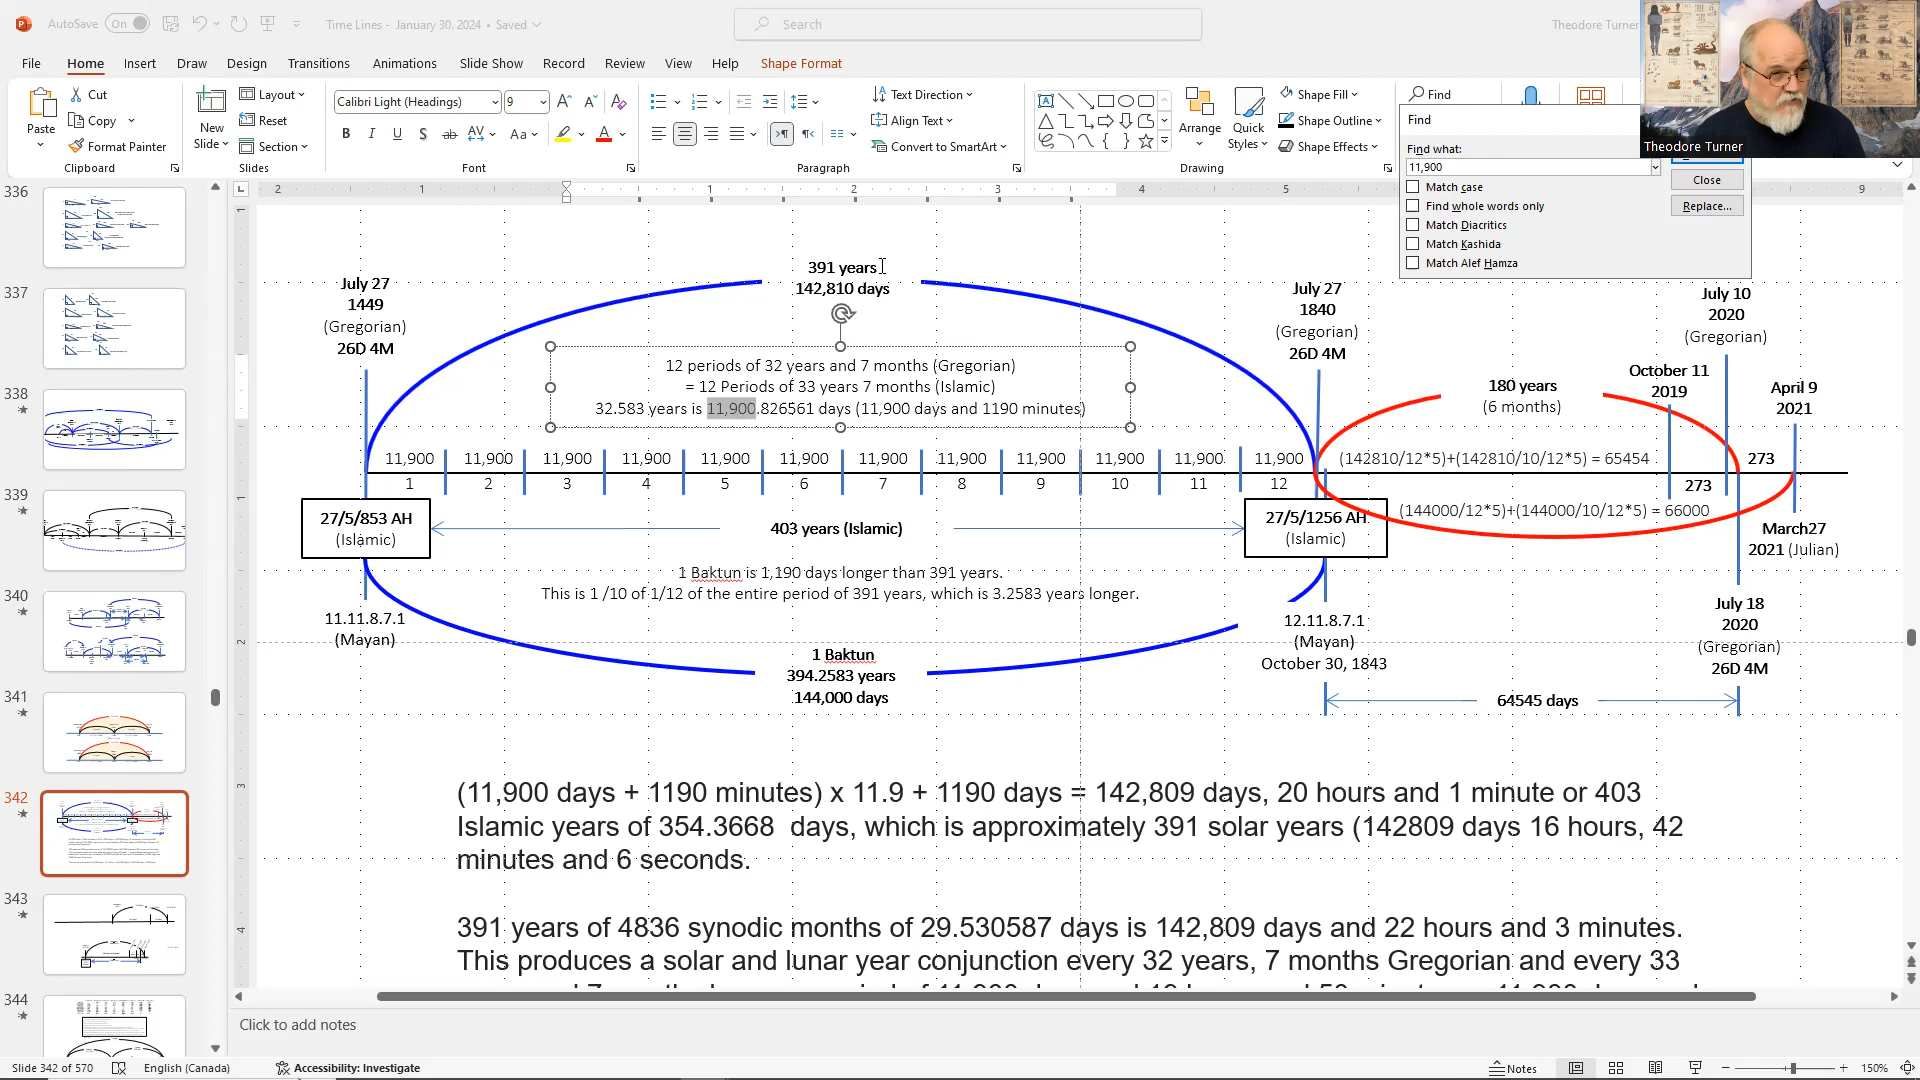 AutoSave On
Time Lines - January 30, 2024 • Saved
Search
Theodore Turner
File Home Insert Draw Design Transitions Animations Slide Show Record Review View Help Shape Format
Paste
Cut
Copy
Format Painter
Clipboard
New Slide
Layout
Reset
Section
Slides
Calibri Light (Headings) 9
Font
Paragraph
Text Direction
Align Text
Convert to SmartArt
Arrange
Quick Styles
Shape Fill
Shape Outline
Shape Effects
Drawing
Find
Find
Find what:
11,900
Match case
Find whole words only
Match Diacritics
Match Kashida
Match Alef Hamza
Close
Replace...
Theodore Turner
336
337
338
339
340
341
342
343
344
391 years
142,810 days
July 27
1449
(Gregorian)
26D 4M
12 periods of 32 years and 7 months (Gregorian)
= 12 Periods of 33 years 7 months (Islamic)
32.583 years is 11,900.826561 days (11,900 days and 1190 minutes)
July 27
1840
(Gregorian)
26D 4M
180 years
(6 months)
October 11
2019
July 10
2020
(Gregorian)
April 9
2021
11,900 11,900 11,900 11,900 11,900 11,900 11,900 11,900 11,900 11,900 11,900 11,900
1 2 3 4 5 6 7 8 9 10 11 12
(142810/12*5)+(142810/10/12*5) = 65454
273
273
(144000/12*5)+(144000/10/12*5) = 66000
27/5/853 AH
(Islamic)
403 years (Islamic)
27/5/1256 AH
(Islamic)
March27
2021 (Julian)
1 Baktun is 1,190 days longer than 391 years.
This is 1 /10 of 1/12 of the entire period of 391 years, which is 3.2583 years longer.
11.11.8.7.1
(Mayan)
12.11.8.7.1
(Mayan)
October 30, 1843
July 18
2020
(Gregorian)
26D 4M
1 Baktun
394.2583 years
144,000 days
64545 days
(11,900 days + 1190 minutes) x 11.9 + 1190 days = 142,809 days, 20 hours and 1 minute or 403
Islamic years of 354.3668 days, which is approximately 391 solar years (142809 days 16 hours, 42
minutes and 6 seconds.
391 years of 4836 synodic months of 29.530587 days is 142,809 days and 22 hours and 3 minutes.
This produces a solar and lunar year conjunction every 32 years, 7 months Gregorian and every 33
Click to add notes
Slide 342 of 570 English (Canada) Accessibility: Investigate Notes 150%